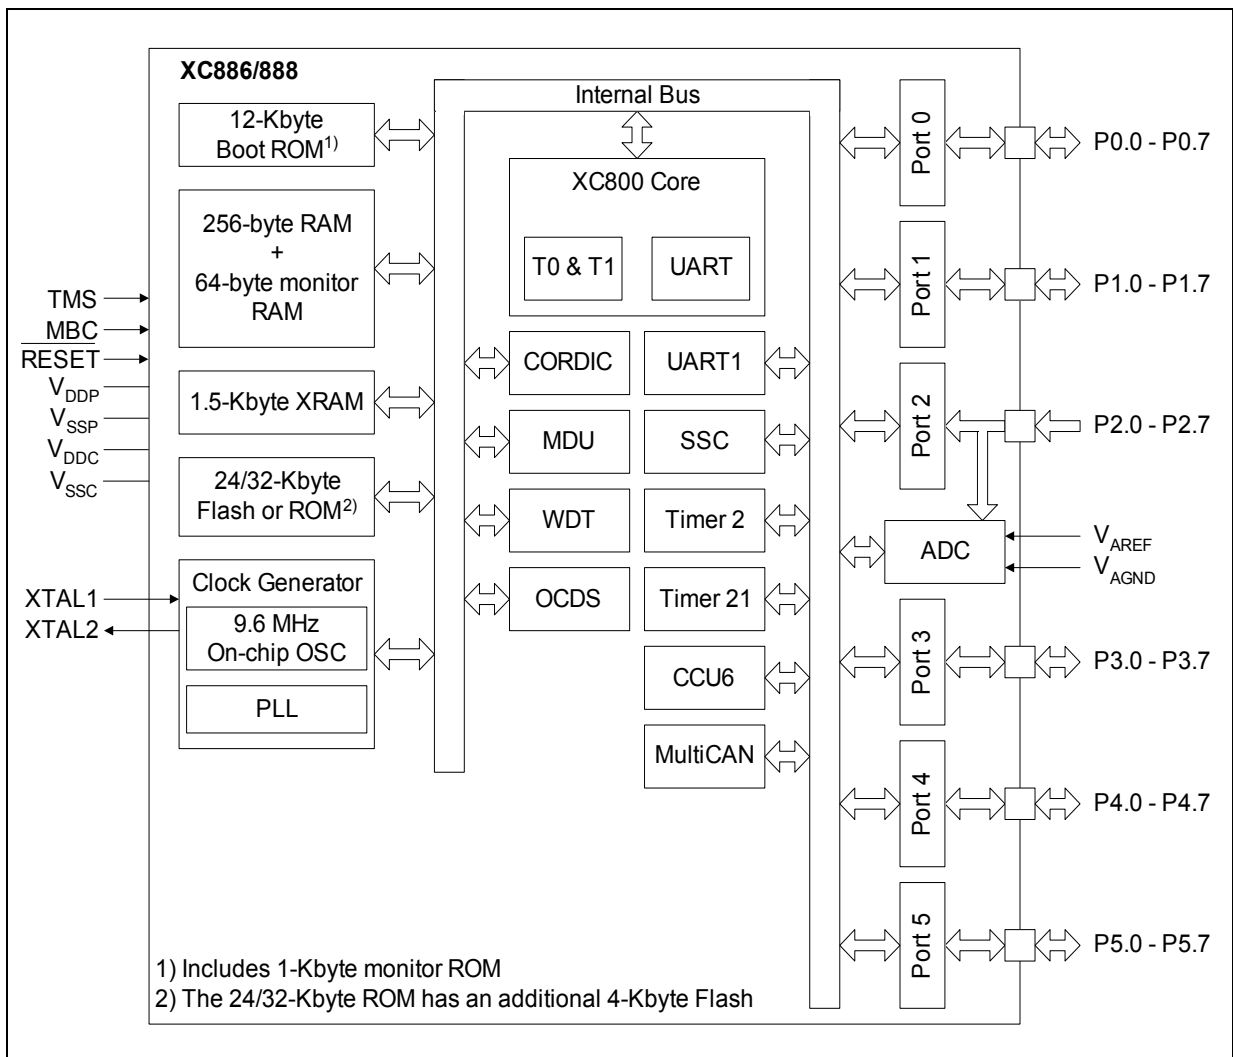 XC886/888
Internal Bus
12-Kbyte
Boot ROM1)
256-byte RAM
+
64-byte monitor
RAM
1.5-Kbyte XRAM
24/32-Kbyte
Flash or ROM2)
Clock Generator
9.6 MHz
On-chip OSC
PLL
TMS
MBC
RESET
VDDP
VSSP
VDDC
VSSC
XTAL1
XTAL2
XC800 Core
T0 & T1
UART
CORDIC
UART1
MDU
SSC
WDT
Timer 2
OCDS
Timer 21
CCU6
MultiCAN
Port 0
P0.0 - P0.7
Port 1
P1.0 - P1.7
Port 2
P2.0 - P2.7
ADC
VAREF
VAGND
Port 3
P3.0 - P3.7
Port 4
P4.0 - P4.7
Port 5
P5.0 - P5.7
1) Includes 1-Kbyte monitor ROM
2) The 24/32-Kbyte ROM has an additional 4-Kbyte Flash